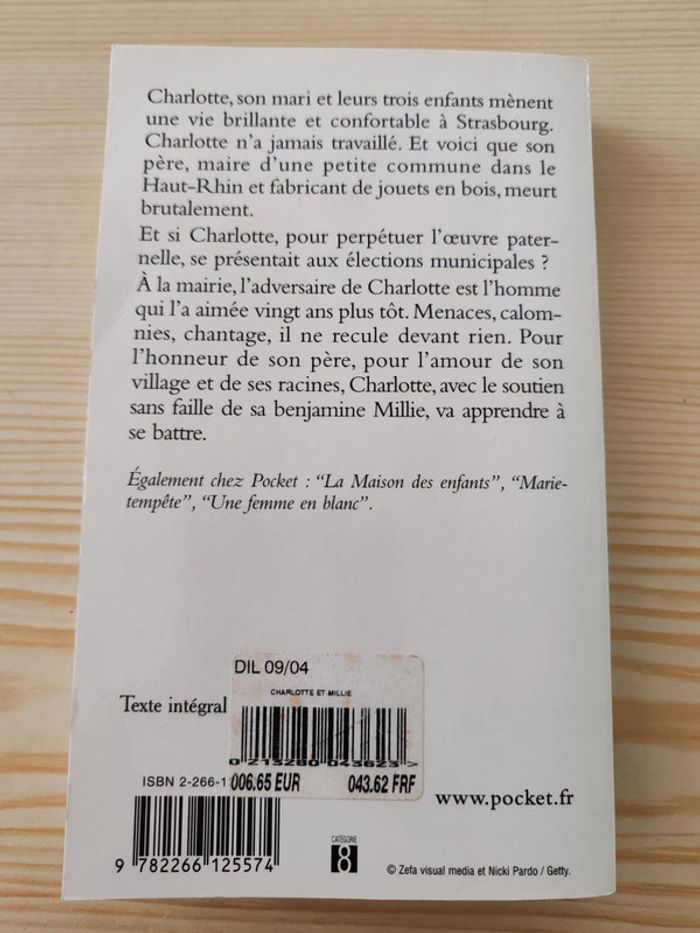 Charlotte, son mari et leurs trois enfants mènent
une vie brillante et confortable à Strasbourg.
Charlotte n'a jamais travaillé. Et voici que son
père, maire d'une petite commune dans le
Haut-Rhin et fabricant de jouets en bois, meurt
brutalement.
Et si Charlotte, pour perpétuer l'œuvre pater-
nelle, se présentait aux élections municipales ?
À la mairie, l'adversaire de Charlotte est l'homme
qui l'a aimée vingt ans plus tôt. Menaces, calom-
nies, chantage, il ne recule devant rien. Pour
l'honneur de son père, pour l'amour de son
village et de ses racines, Charlotte, avec le soutien
sans faille de sa benjamine Millie, va apprendre à
se battre.
Également chez Pocket : “La Maison des enfants”, “Marie-
tempête”, “Une femme en blanc”.
DIL 09/04
CHARLOTTE ET MILLIE
Texte intégral
0213280 043623>
ISBN 2-266-1
006.65 EUR 043.62 FRF
www.pocket.fr
9 782266 125574
CATÉGORIE
8
© Zefa visual media et Nicki Pardo / Getty.